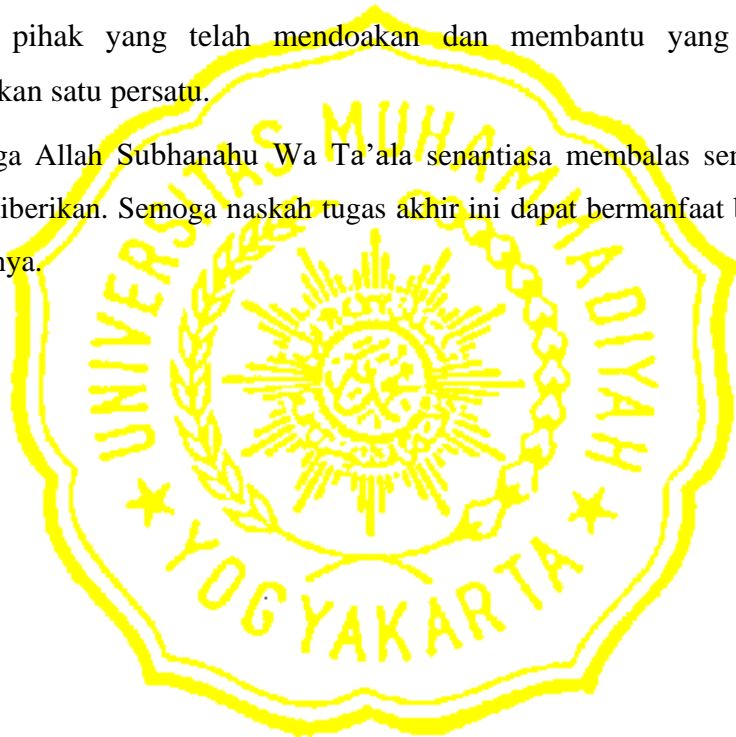 pihak yang telah mendoakan dan membantu yang
kan satu persatu.
ga Allah Subhanahu Wa Ta’ala senantiasa membalas sem
iberikan. Semoga naskah tugas akhir ini dapat bermanfaat b
nya.
UNIVERSITAS MUHAMMADIYAH
YOGYAKARTA